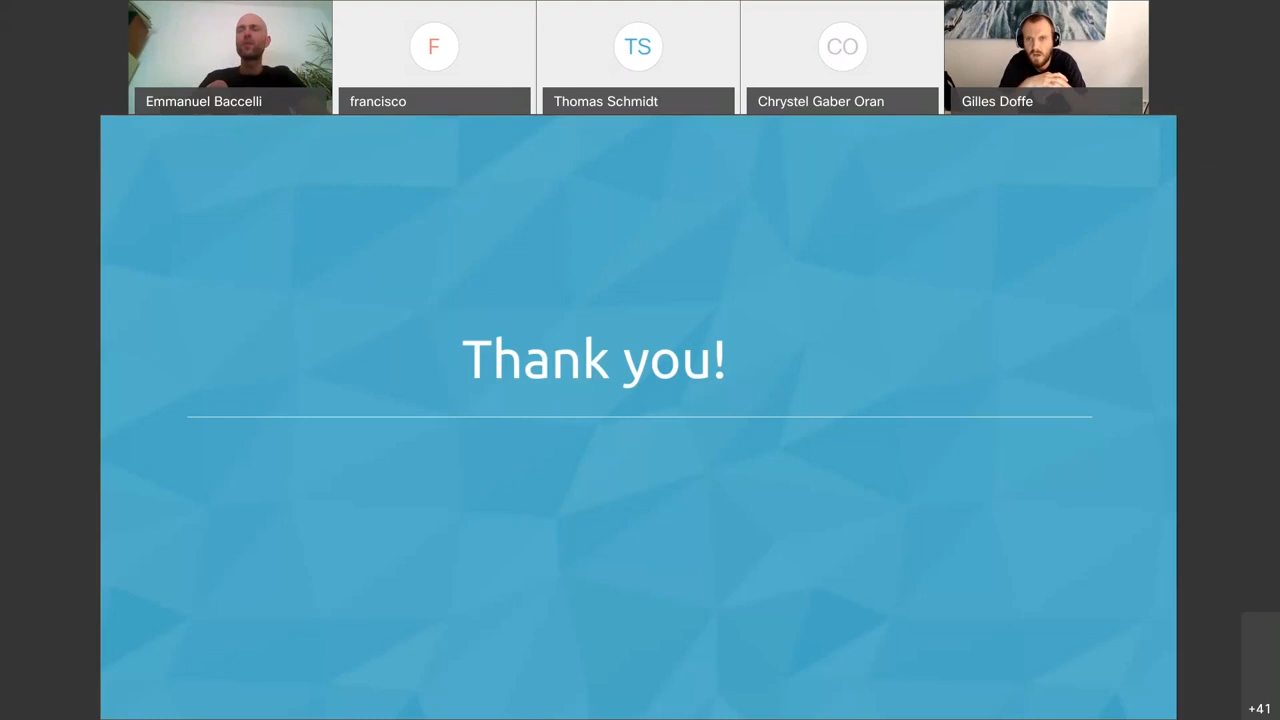 F
TS
CO
Emmanuel Baccelli
francisco
Thomas Schmidt
Chrystel Gaber Oran
Gilles Doffe
Thank you!
+41